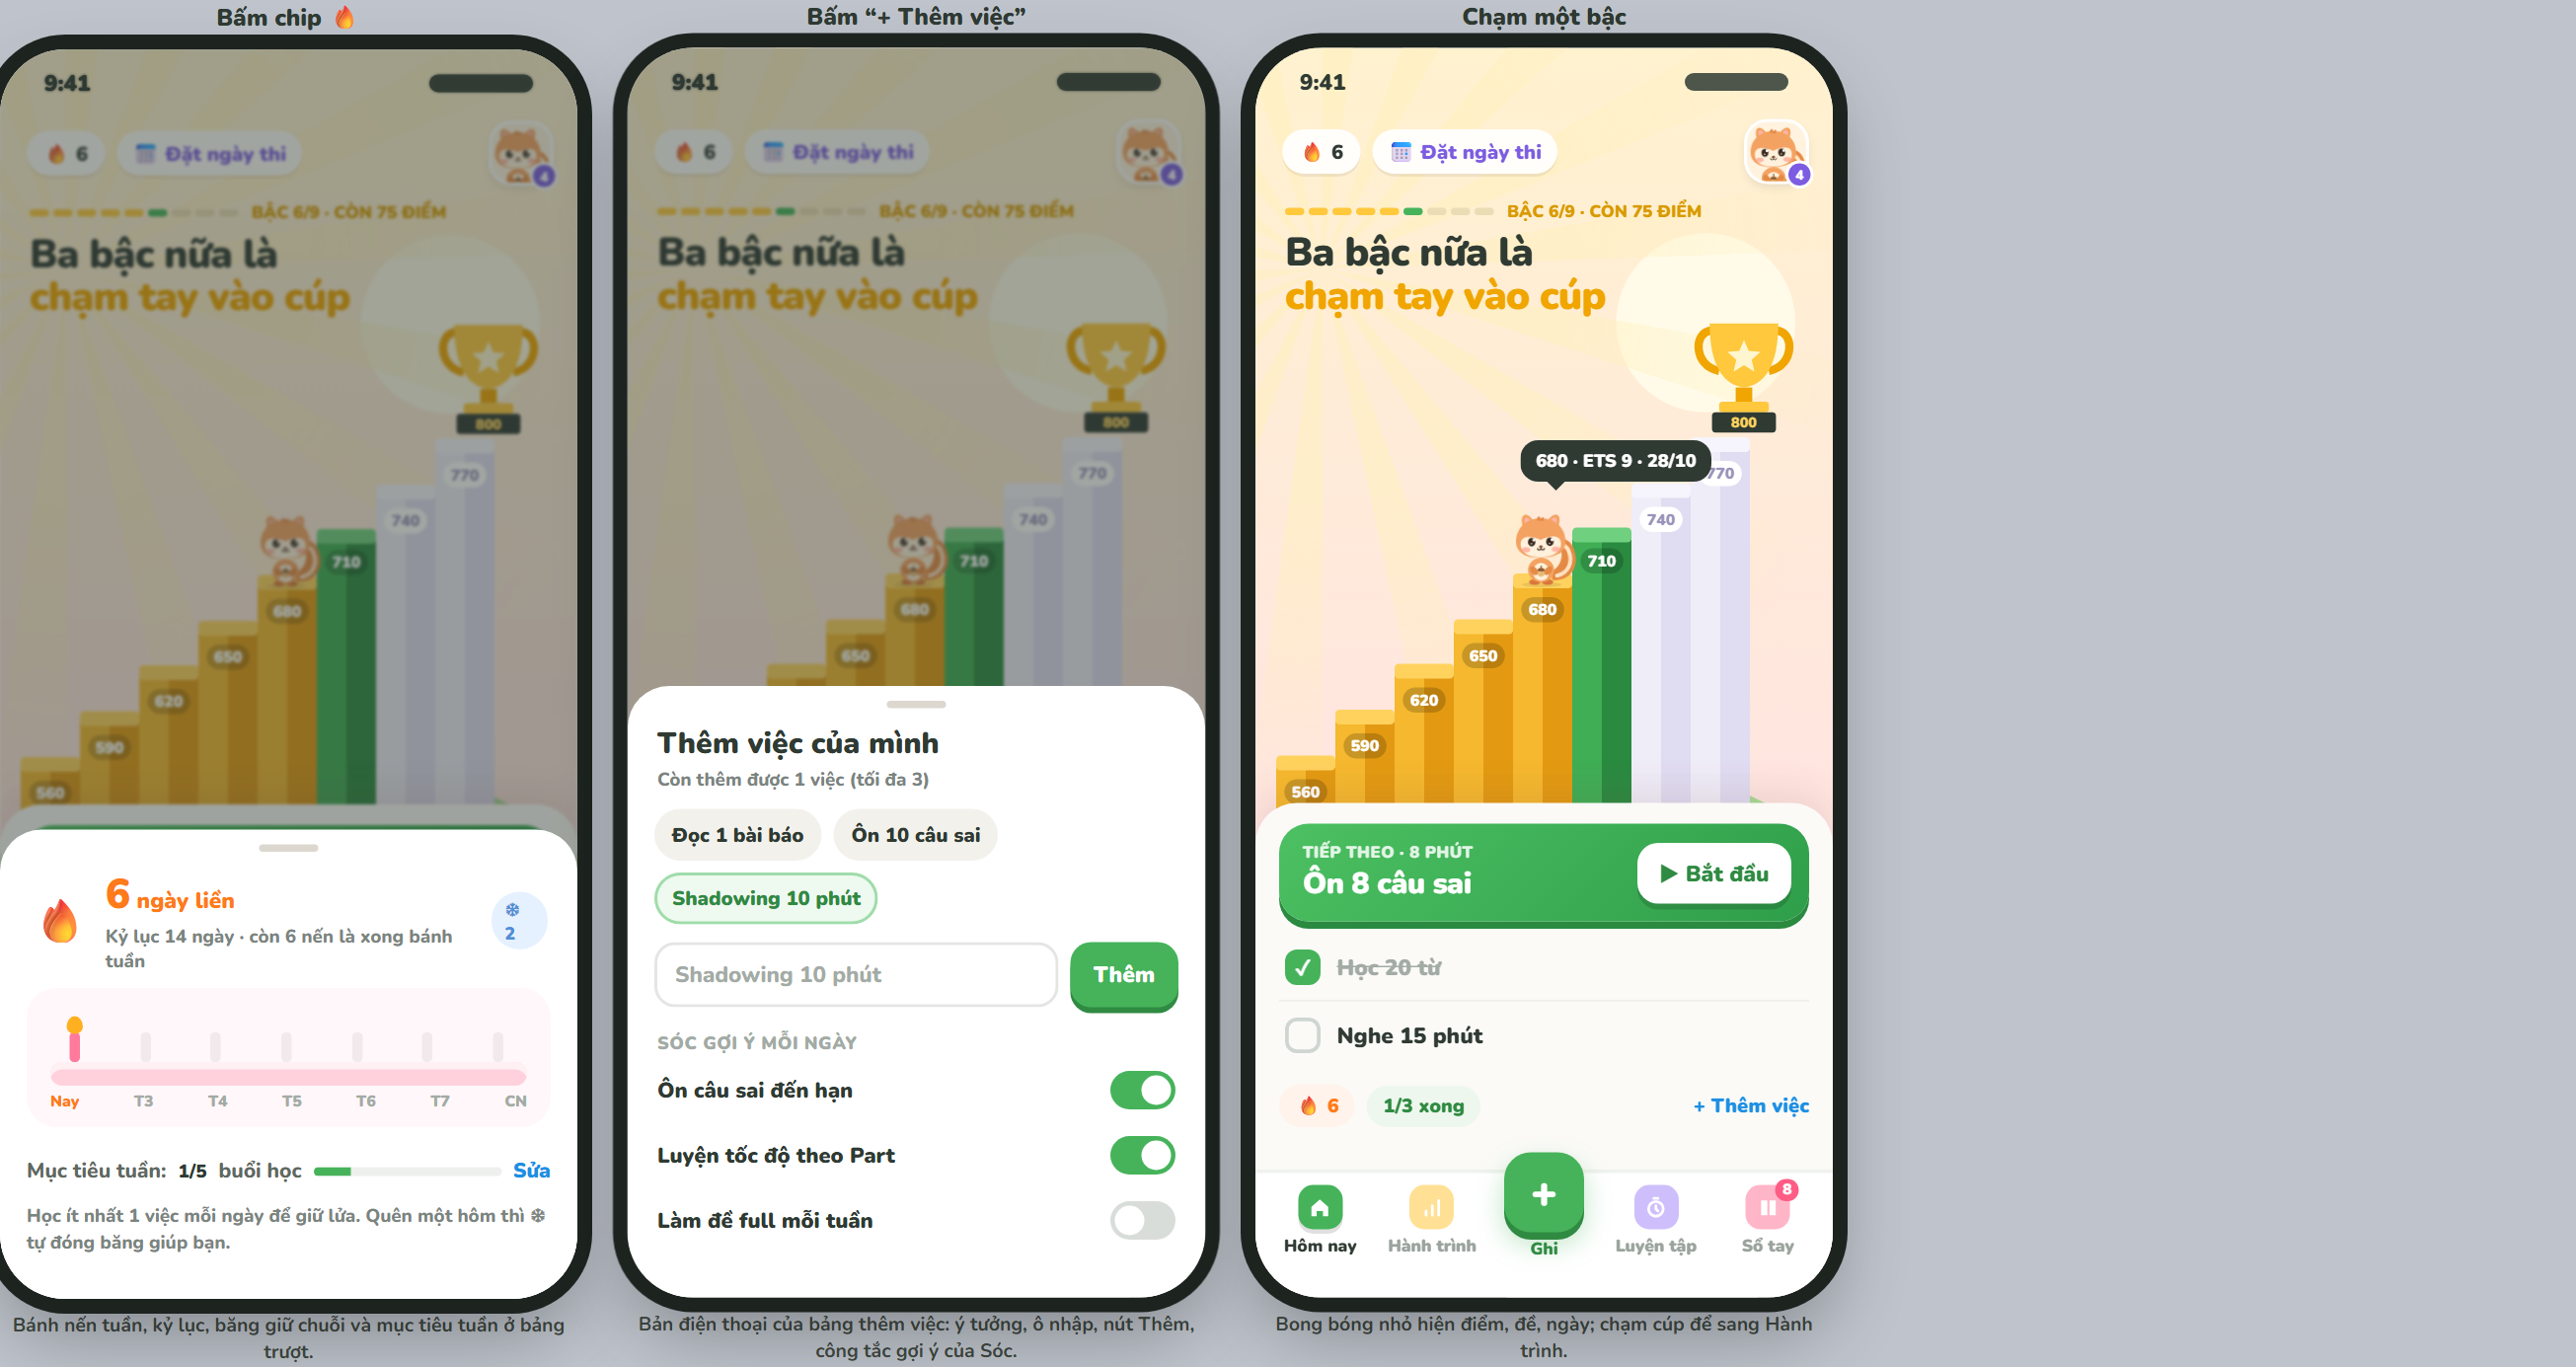 Bấm chip 🔥
9:41
🔥 6
Đặt ngày thi
4
BẬC 6/9 · CÒN 75 ĐIỂM
Ba bậc nữa là
chạm tay vào cúp
800
770
740
710
680
650
620
590
560
6 ngày liền
Kỷ lục 14 ngày · còn 6 nến là xong bánh
tuần
❄
2
Nay T3 T4 T5 T6 T7 CN
Mục tiêu tuần: 1/5 buổi học Sửa
Học ít nhất 1 việc mỗi ngày để giữ lửa. Quên một hôm thì ❄
tự đóng băng giúp bạn.
Bánh nến tuần, kỷ lục, băng giữ chuỗi và mục tiêu tuần ở bảng
trượt.
Bấm “+ Thêm việc”
9:41
🔥 6
Đặt ngày thi
4
BẬC 6/9 · CÒN 75 ĐIỂM
Ba bậc nữa là
chạm tay vào cúp
800
770
740
710
680
650
Thêm việc của mình
Còn thêm được 1 việc (tối đa 3)
Đọc 1 bài báo
Ôn 10 câu sai
Shadowing 10 phút
Shadowing 10 phút
Thêm
SÓC GỢI Ý MỖI NGÀY
Ôn câu sai đến hạn
Luyện tốc độ theo Part
Làm đề full mỗi tuần
Bản điện thoại của bảng thêm việc: ý tưởng, ô nhập, nút Thêm,
công tắc gợi ý của Sóc.
Chạm một bậc
9:41
🔥 6
Đặt ngày thi
4
BẬC 6/9 · CÒN 75 ĐIỂM
Ba bậc nữa là
chạm tay vào cúp
800
680 · ETS 9 · 28/10
770
740
710
680
650
620
590
560
TIẾP THEO · 8 PHÚT
Ôn 8 câu sai
▶ Bắt đầu
Học 20 từ
Nghe 15 phút
🔥 6
1/3 xong
+ Thêm việc
8
Hôm nay Hành trình Ghi Luyện tập Sổ tay
Bong bóng nhỏ hiện điểm, đề, ngày; chạm cúp để sang Hành
trình.